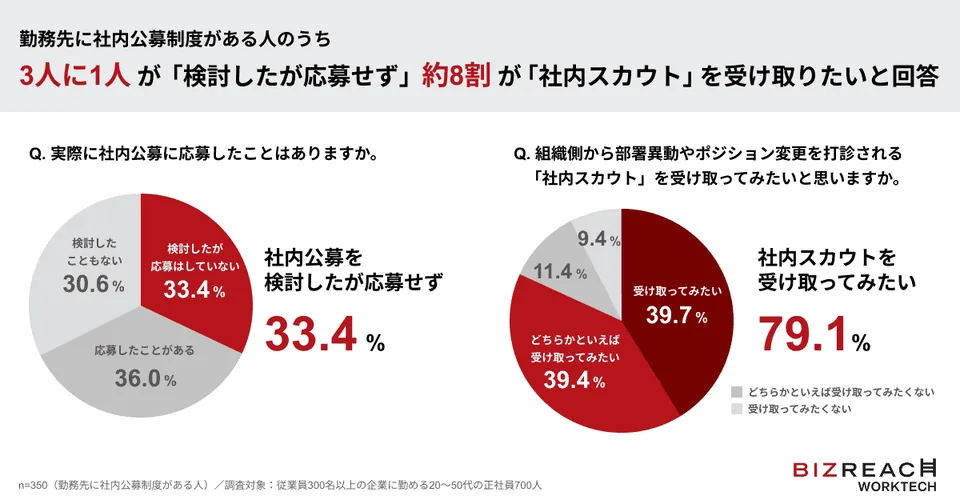 勤務先に社内公募制度がある人のうち
3人に1人 が「検討したが応募せず」約8割 が「社内スカウト」を受け取りたいと回答
Q. 実際に社内公募に応募したことはありますか。
検討した
こともない
30.6 %
検討したが
応募はしていない
33.4 %
応募したことがある
36.0 %
社内公募を
検討したが応募せず
33.4 %
Q. 組織側から部署異動やポジション変更を打診される
「社内スカウト」を受け取ってみたいと思いますか。
9.4 %
11.4 %
受け取ってみたい
39.7 %
どちらかといえば
受け取ってみたい
39.4 %
社内スカウトを
受け取ってみたい
79.1 %
どちらかといえば受け取ってみたくない
受け取ってみたくない
n=350（勤務先に社内公募制度がある人）／調査対象：従業員300名以上の企業に勤める20〜50代の正社員700人
BIZREACH
WORKTECH